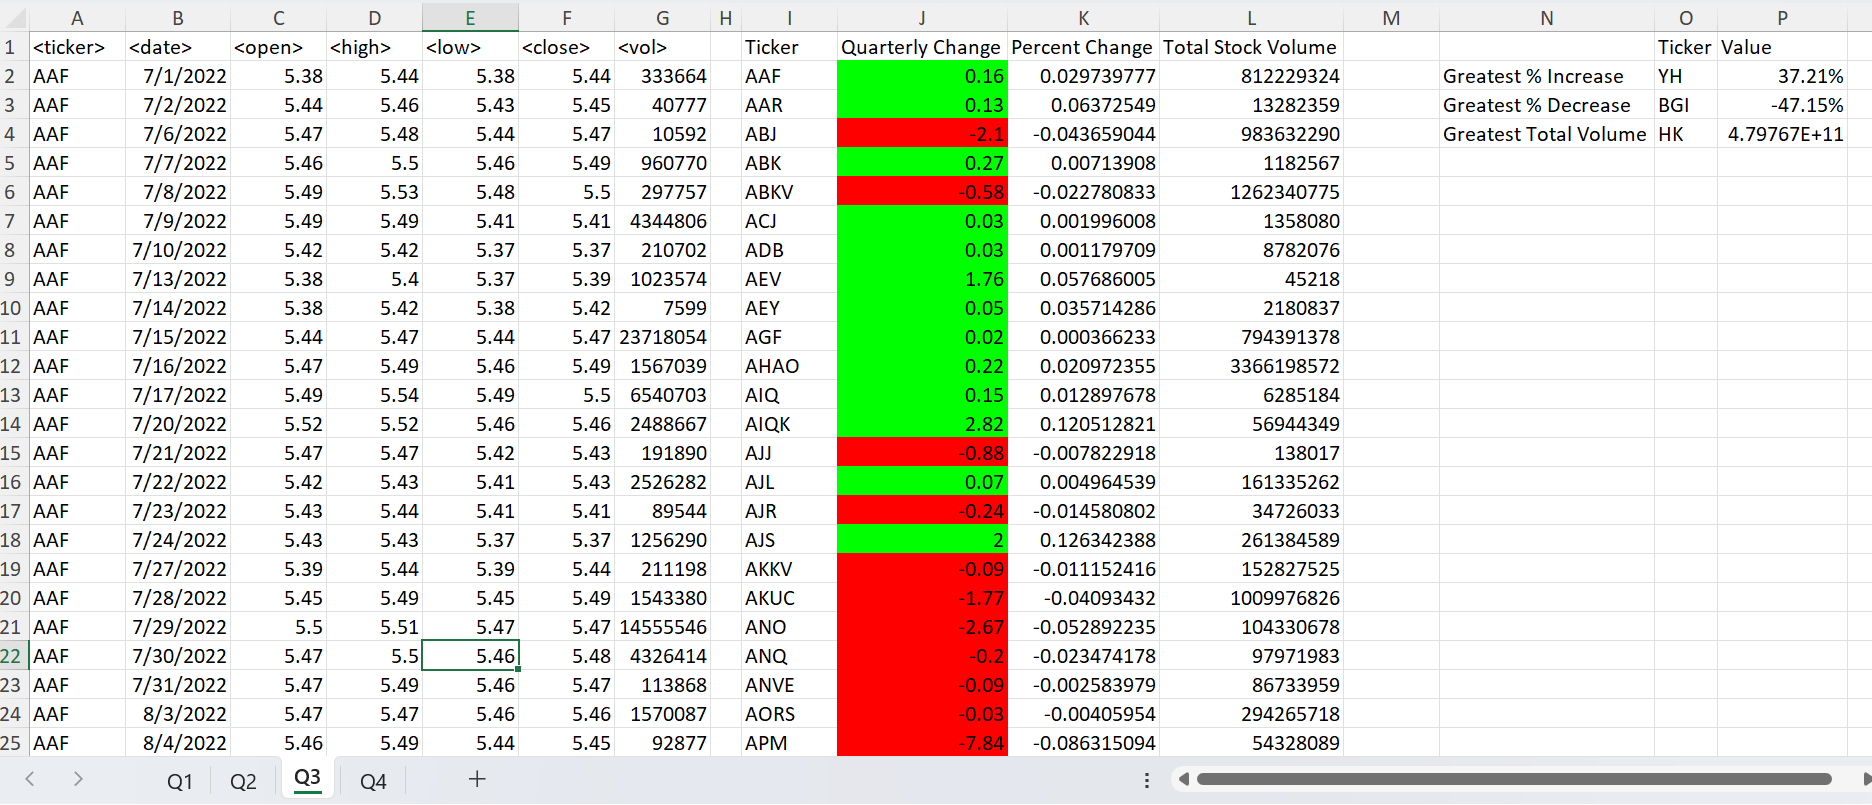 A B C D E F G H I J K L M N O P
1 <ticker> <date> <open> <high> <low> <close> <vol> Ticker Quarterly Change Percent Change Total Stock Volume Ticker Value
2 AAF 7/1/2022 5.38 5.44 5.38 5.44 333664 AAF 0.16 0.029739777 812229324 Greatest % Increase YH 37.21%
3 AAF 7/2/2022 5.44 5.46 5.43 5.45 40777 AAR 0.13 0.06372549 13282359 Greatest % Decrease BGI -47.15%
4 AAF 7/6/2022 5.47 5.48 5.44 5.47 10592 ABJ -2.1 -0.043659044 983632290 Greatest Total Volume HK 4.79767E+11
5 AAF 7/7/2022 5.46 5.5 5.46 5.49 960770 ABK 0.27 0.00713908 1182567
6 AAF 7/8/2022 5.49 5.53 5.48 5.5 297757 ABKV -0.58 -0.022780833 1262340775
7 AAF 7/9/2022 5.49 5.49 5.41 5.41 4344806 ACJ 0.03 0.001996008 1358080
8 AAF 7/10/2022 5.42 5.42 5.37 5.37 210702 ADB 0.03 0.001179709 8782076
9 AAF 7/13/2022 5.38 5.4 5.37 5.39 1023574 AEV 1.76 0.057686005 45218
10 AAF 7/14/2022 5.38 5.42 5.38 5.42 7599 AEY 0.05 0.035714286 2180837
11 AAF 7/15/2022 5.44 5.47 5.44 5.47 23718054 AGF 0.02 0.000366233 794391378
12 AAF 7/16/2022 5.47 5.49 5.46 5.49 1567039 AHAO 0.22 0.020972355 3366198572
13 AAF 7/17/2022 5.49 5.54 5.49 5.5 6540703 AIQ 0.15 0.012897678 6285184
14 AAF 7/20/2022 5.52 5.52 5.46 5.46 2488667 AIQK 2.82 0.120512821 56944349
15 AAF 7/21/2022 5.47 5.47 5.42 5.43 191890 AJJ -0.88 -0.007822918 138017
16 AAF 7/22/2022 5.42 5.43 5.41 5.43 2526282 AJL 0.07 0.004964539 161335262
17 AAF 7/23/2022 5.43 5.44 5.41 5.41 89544 AJR -0.24 -0.014580802 34726033
18 AAF 7/24/2022 5.43 5.43 5.37 5.37 1256290 AJS 2 0.126342388 261384589
19 AAF 7/27/2022 5.39 5.44 5.39 5.44 211198 AKKV -0.09 -0.011152416 152827525
20 AAF 7/28/2022 5.45 5.49 5.45 5.49 1543380 AKUC -1.77 -0.04093432 1009976826
21 AAF 7/29/2022 5.5 5.51 5.47 5.47 14555546 ANO -2.67 -0.052892235 104330678
22 AAF 7/30/2022 5.47 5.5 5.46 5.48 4326414 ANQ -0.2 -0.023474178 97971983
23 AAF 7/31/2022 5.47 5.49 5.46 5.47 113868 ANVE -0.09 -0.002583979 86733959
24 AAF 8/3/2022 5.47 5.47 5.46 5.46 1570087 AORS -0.03 -0.00405954 294265718
25 AAF 8/4/2022 5.46 5.49 5.44 5.45 92877 APM -7.84 -0.086315094 54328089
Q1 Q2 Q3 Q4